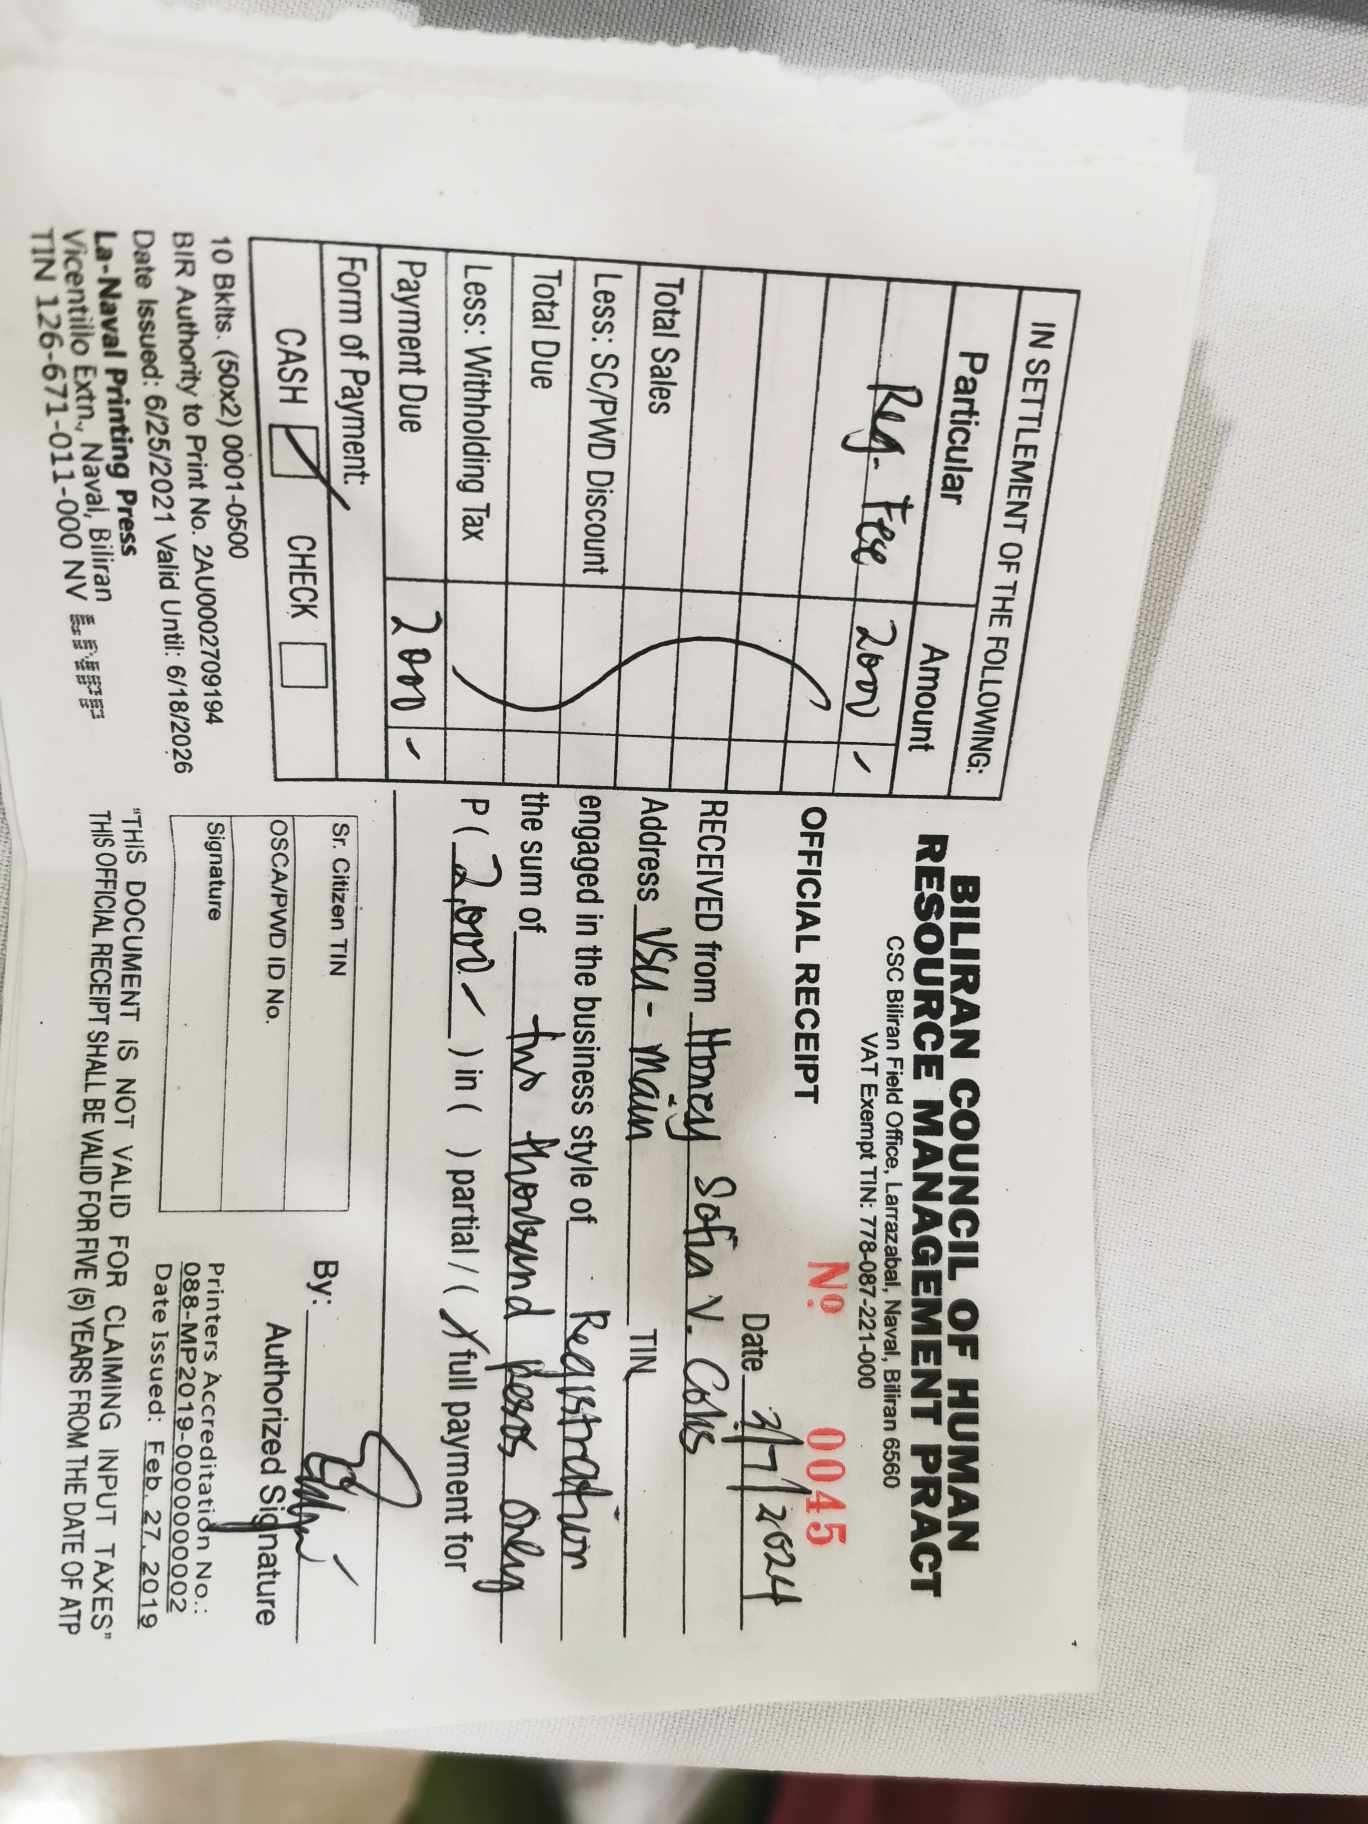 IN SETTLEMENT OF THE FOLLOWING:
Particular Amount
Reg. Fee 2000 -
Total Sales
Less: SC/PWD Discount
Total Due
Less: Withholding Tax
Payment Due 2000 -
Form of Payment:
CASH CHECK
10 Bklts. (50x2) 0001-0500
BIR Authority to Print No. 2AU0002709194
Date Issued: 6/25/2021 Valid Until: 6/18/2026
La-Naval Printing Press
Vicentillo Extn., Naval, Biliran
TIN 126-671-011-000 NV LNPP
BILIRAN COUNCIL OF HUMAN
RESOURCE MANAGEMENT PRACT
CSC Biliran Field Office, Larrazabal, Naval, Biliran 6560
VAT Exempt TIN: 778-087-221-000
OFFICIAL RECEIPT Nº 0045
Date 2/7/2024
RECEIVED from Honey Sofia V. Colis
Address VSU - main TIN
engaged in the business style of Registration
the sum of two thousand pesos only
P( 2,000 - ) in ( ) partial / ( / full payment for
By:
Authorized Signature
Sr. Citizen TIN
OSCA/PWD ID No.
Signature
Printers Accreditation No.:
088-MP2019-0000000002
Date Issued: Feb. 27, 2019
"THIS DOCUMENT IS NOT VALID FOR CLAIMING INPUT TAXES"
THIS OFFICIAL RECEIPT SHALL BE VALID FOR FIVE (5) YEARS FROM THE DATE OF ATP